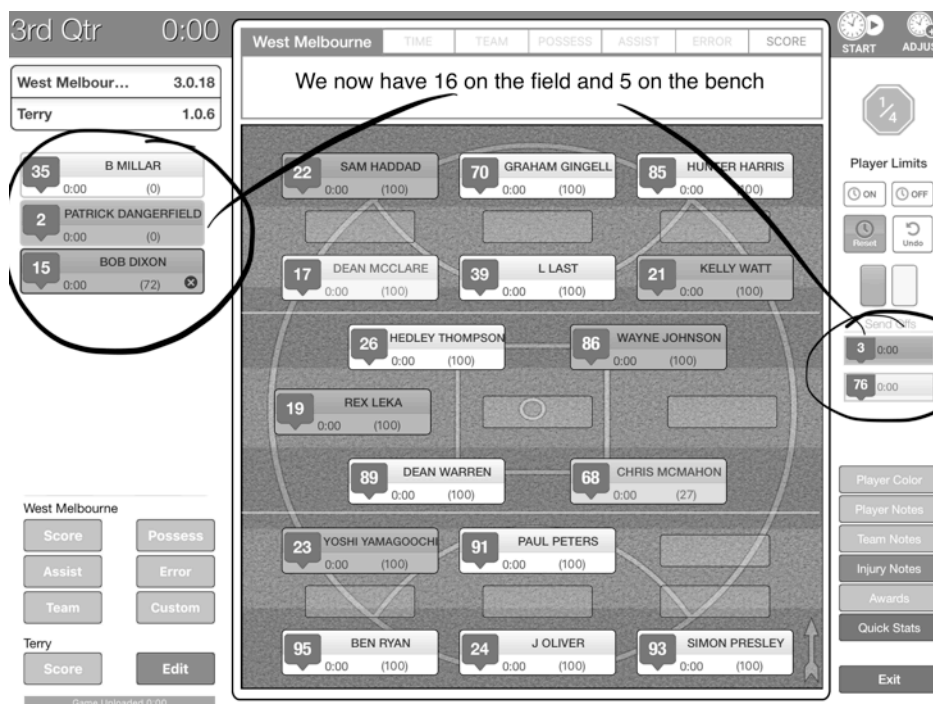 3rd Qtr 0:00
West Melbour... 3.0.18
Terry 1.0.6
35 B MILLAR
0:00 (0)
2 PATRICK DANGERFIELD
0:00 (0)
15 BOB DIXON
0:00 (72)
West Melbourne
Score Possess
Assist Error
Team Custom
Terry
Score Edit
Game Uploaded 0:00
West Melbourne TIME TEAM POSSESS ASSIST ERROR SCORE
We now have 16 on the field and 5 on the bench
22 SAM HADDAD 70 GRAHAM GINGELL 85 HUNTER HARRIS
0:00 (100) 0:00 (100) 0:00 (100)
17 DEAN MCCLARE 39 L LAST 21 KELLY WATT
0:00 (100) 0:00 (100) 0:00 (100)
26 HEDLEY THOMPSON 86 WAYNE JOHNSON
0:00 (100) 0:00 (100)
19 REX LEKA
0:00 (100)
89 DEAN WARREN 68 CHRIS MCMAHON
0:00 (100) 0:00 (27)
23 YOSHI YAMAGOOCHI 91 PAUL PETERS
0:00 (100) 0:00 (100)
95 BEN RYAN 24 J OLIVER 93 SIMON PRESLEY
0:00 (100) 0:00 (100) 0:00 (100)
START ADJUS
1/4
Player Limits
ON OFF
Reset Undo
Send Offs
3 0:00
76 0:00
Player Color
Player Notes
Team Notes
Injury Notes
Awards
Quick Stats
Exit